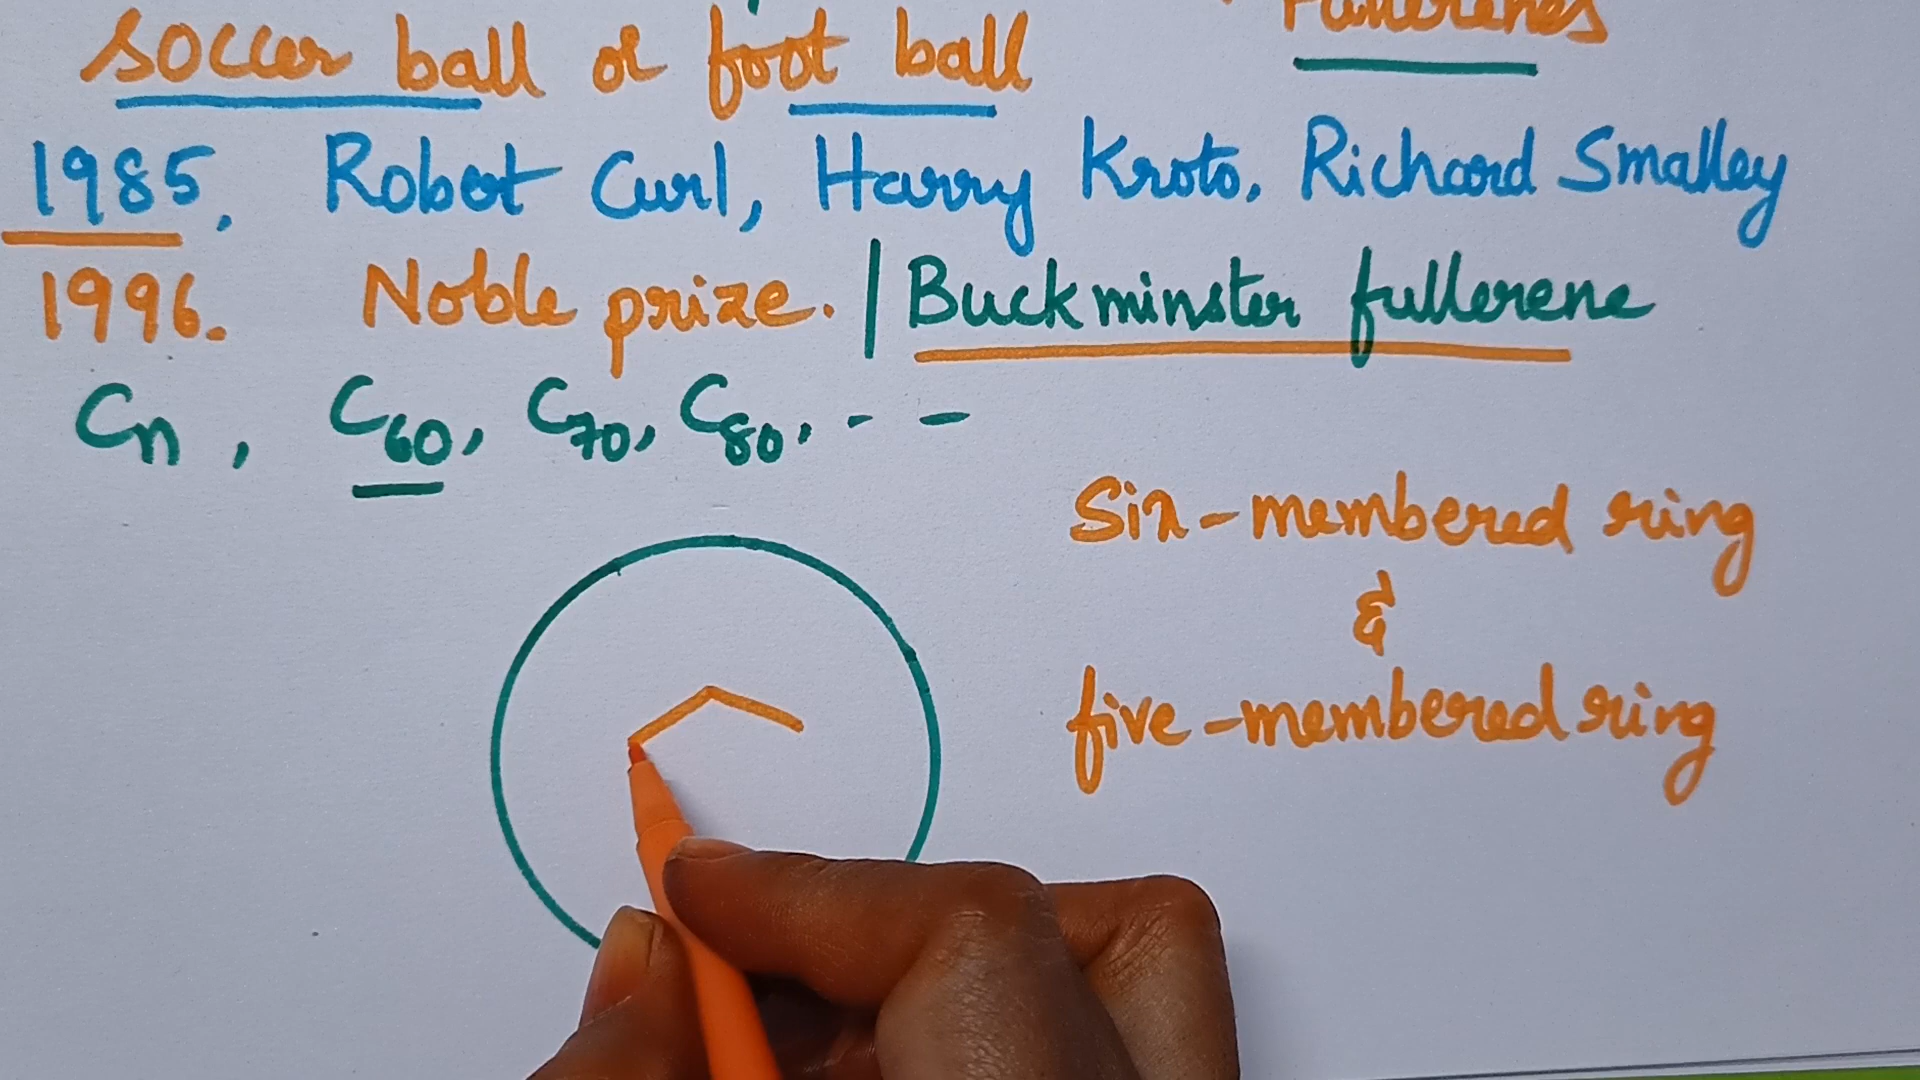 Fullerenes
soccer ball or foot ball
1985, Robert Curl, Harry Kroto, Richard Smalley
1996. Noble prize. | Buckminster fullerene
Cn, C60, C70, C80, - -
Six-membered ring
&
five-membered ring